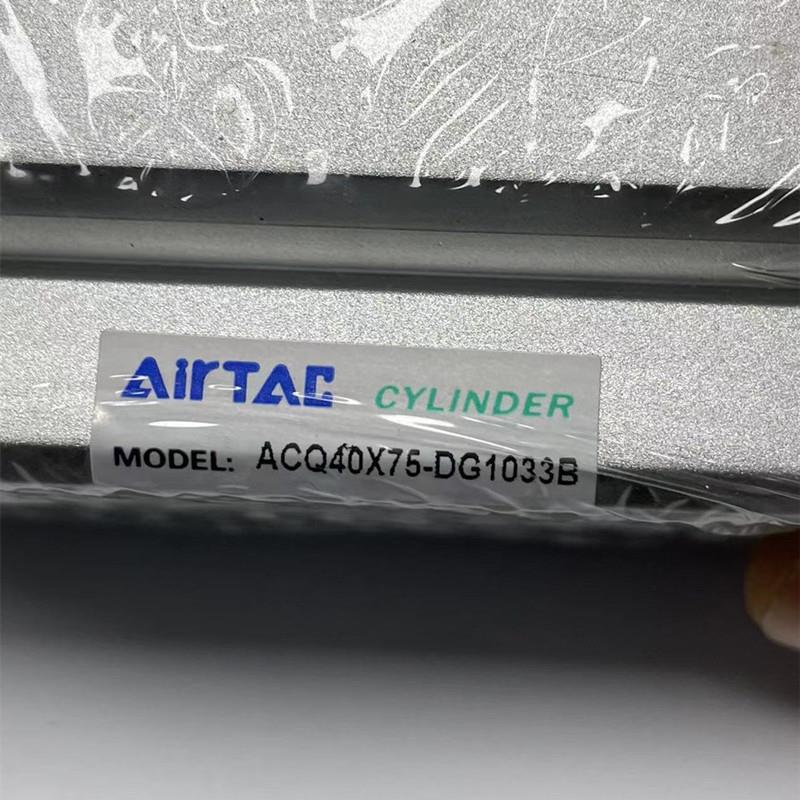 AirTAC CYLINDER
MODEL: ACQ40X75-DG1033B